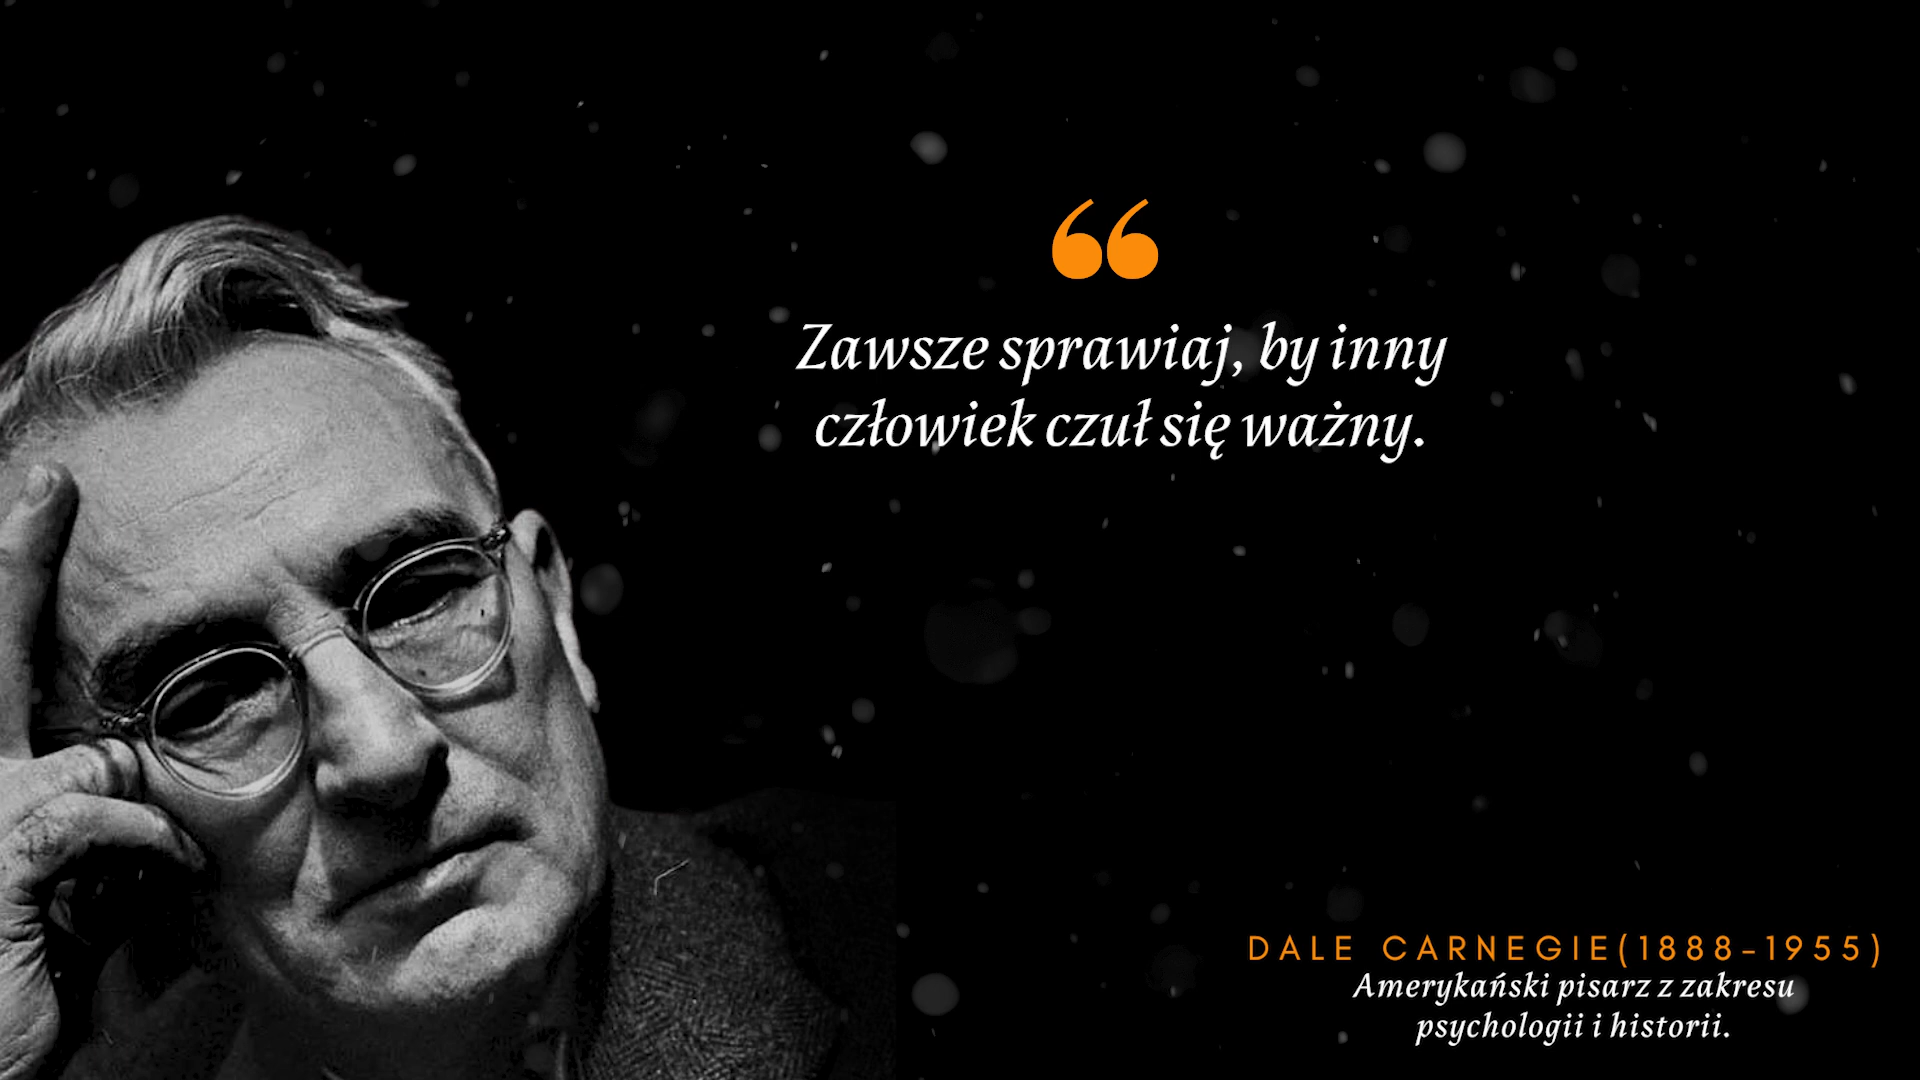 “
Zawsze sprawiaj, by inny
człowiek czuł się ważny.
DALE CARNEGIE(1888-1955)
Amerykański pisarz z zakresu
psychologii i historii.